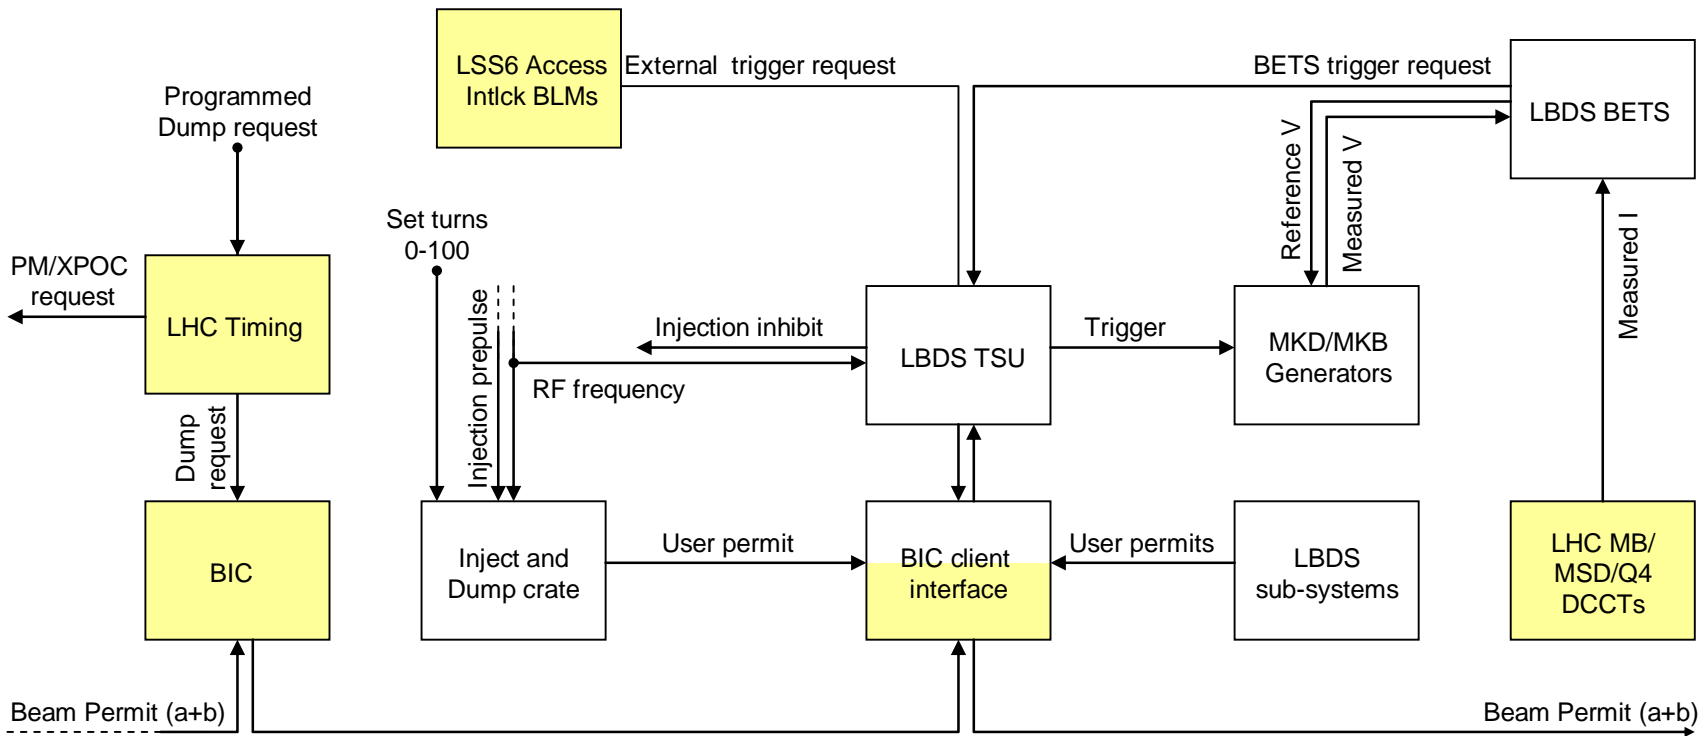 LSS6 Access
Intlck BLMs
External  trigger request
BETS trigger request
LBDS BETS
Programmed
Dump request
Reference V
Measured V
Set turns
0-100
Measured I
PM/XPOC
request
LHC Timing
Injection prepulse
Injection inhibit
LBDS TSU
Trigger
MKD/MKB
Generators
RF frequency
Dump
request
BIC
Inject and
Dump crate
User permit
BIC client
interface
User permits
LBDS
sub-systems
LHC MB/
MSD/Q4
DCCTs
Beam Permit (a+b)
Beam Permit (a+b)